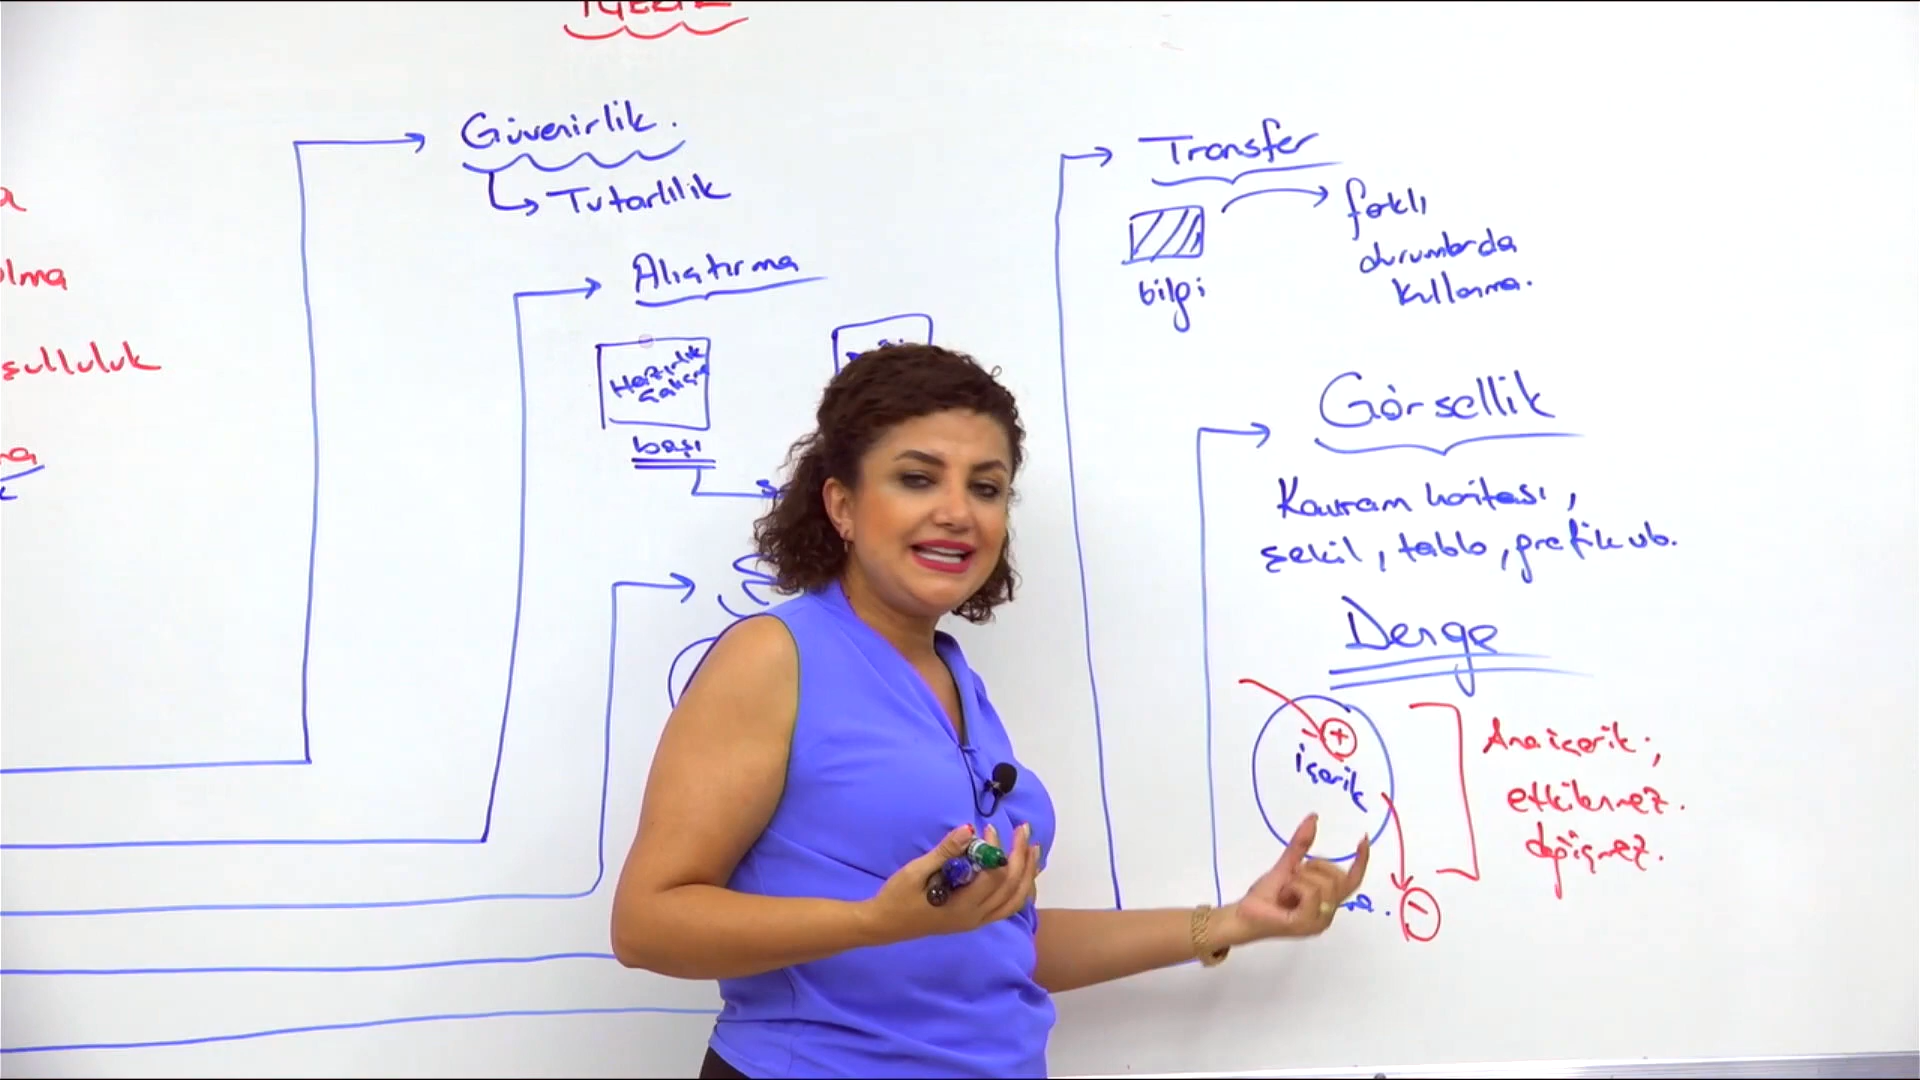 Güvenirlik.
Tutarlılık
Alıştırma
Hazırlık
çalışma
başı
Transfer
bilgi
farklı
durumlarda
kullanma.
Görsellik
Kavram haritası,
şekil, tablo, grafik vb.
Denge
+
içerik
-
Ana içerik;
etkilenmez.
değişmez.